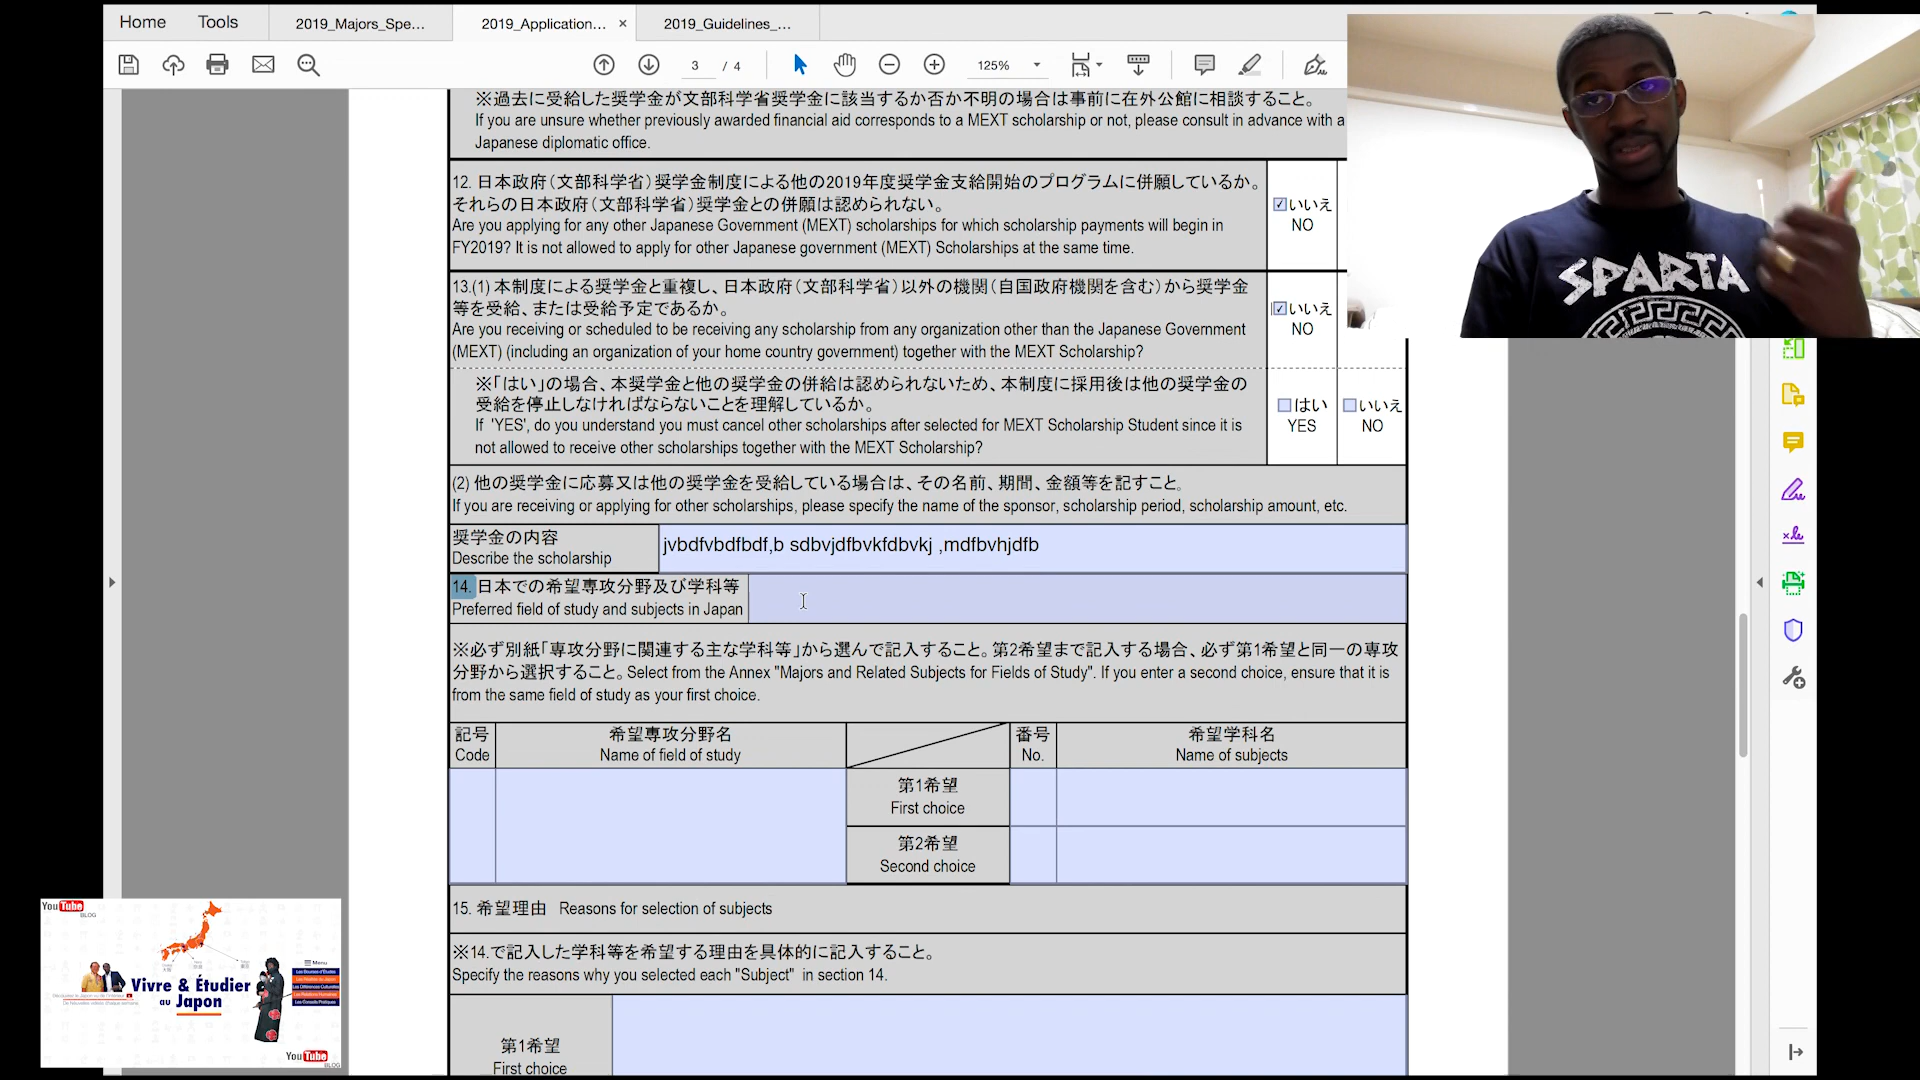 Home
Tools
2019_Majors_Spe...
2019_Application...
×
2019_Guidelines_...
3 / 4
125%
※過去に受給した奨学金が文部科学省奨学金に該当するか否か不明の場合は事前に在外公館に相談すること。
If you are unsure whether previously awarded financial aid corresponds to a MEXT scholarship or not, please consult in advance with a
Japanese diplomatic office.
12. 日本政府（文部科学省）奨学金制度による他の2019年度奨学金支給開始のプログラムに併願しているか。
それらの日本政府（文部科学省）奨学金との併願は認められない。
Are you applying for any other Japanese Government (MEXT) scholarships for which scholarship payments will begin in
FY2019? It is not allowed to apply for other Japanese government (MEXT) Scholarships at the same time.
いいえ
NO
13.(1) 本制度による奨学金と重複し、日本政府（文部科学省）以外の機関（自国政府機関を含む）から奨学金
等を受給、または受給予定であるか。
Are you receiving or scheduled to be receiving any scholarship from any organization other than the Japanese Government
(MEXT) (including an organization of your home country government) together with the MEXT Scholarship?
いいえ
NO
※「はい」の場合、本奨学金と他の奨学金の併給は認められないため、本制度に採用後は他の奨学金の
受給を停止しなければならないことを理解しているか。
If 'YES', do you understand you must cancel other scholarships after selected for MEXT Scholarship Student since it is
not allowed to receive other scholarships together with the MEXT Scholarship?
はい
YES
いいえ
NO
(2) 他の奨学金に応募又は他の奨学金を受給している場合は、その名前、期間、金額等を記すこと。
If you are receiving or applying for other scholarships, please specify the name of the sponsor, scholarship period, scholarship amount, etc.
奨学金の内容
Describe the scholarship
jvbdfvbdfbdf,b sdbvjdfbvkfdbvkj ,mdfbvhjdfb
14. 日本での希望専攻分野及び学科等
Preferred field of study and subjects in Japan
※必ず別紙「専攻分野に関連する主な学科等」から選んで記入すること。第2希望まで記入する場合、必ず第1希望と同一の専攻
分野から選択すること。Select from the Annex "Majors and Related Subjects for Fields of Study". If you enter a second choice, ensure that it is
from the same field of study as your first choice.
記号
Code
希望専攻分野名
Name of field of study
番号
No.
希望学科名
Name of subjects
第1希望
First choice
第2希望
Second choice
15. 希望理由 Reasons for selection of subjects
※14.で記入した学科等を希望する理由を具体的に記入すること。
Specify the reasons why you selected each "Subject" in section 14.
第1希望
First choice
SPARTA
YouTube
BLOG
Menu
Vivre & Étudier
au Japon
YouTube
BLOG